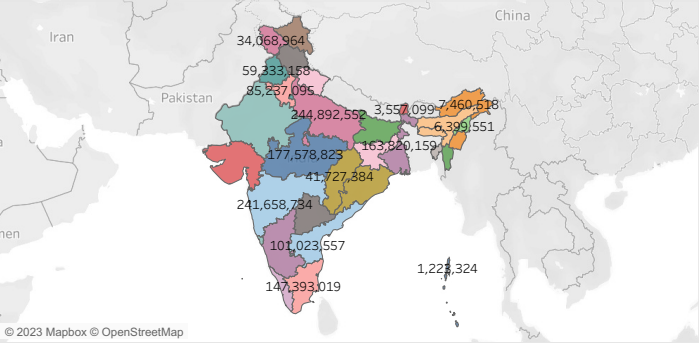 China
Iran
34,068,964
59,233,158
Pakistan
85,237,095
3,557,099
7,460,518
244,892,552
6,399,551
163,820,159
177,578,823
41,727,384
241,658,734
men
101,023,557
1,223,324
147,393,019
© 2023 Mapbox © OpenStreetMap